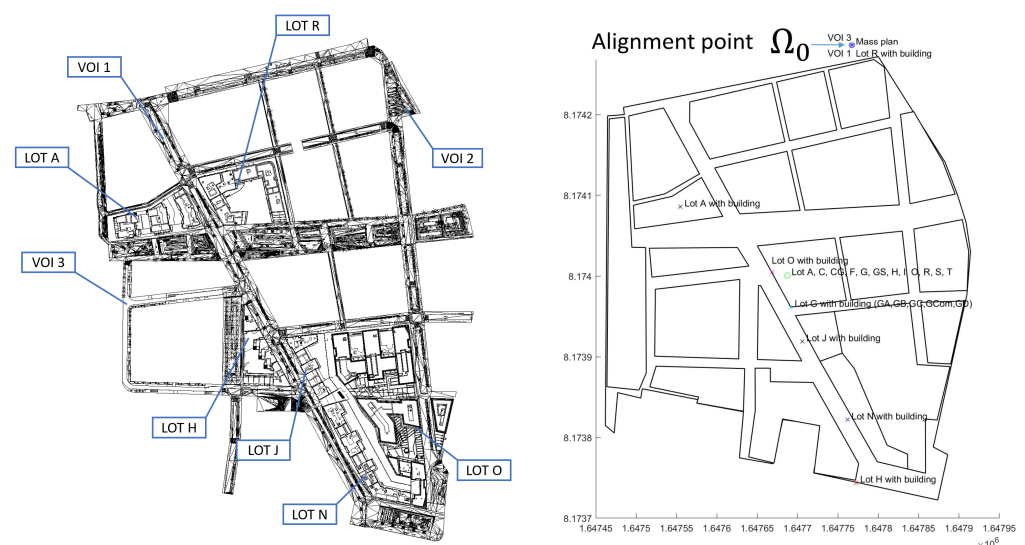 LOT R
VOI 1
LOT A
VOI 2
VOI 3
LOT H
LOT J
LOT N
LOT O
Alignment point Ω₀
VOI 3 Mass plan
VOI 1 Lot R with building
8.1742
8.1741
8.174
8.1739
8.1738
8.1737
Lot A with building
Lot O with building
Lot A, C, CG, F, G, GS, H, I, O, R, S, T
Lot G with building (GA,GB,GC,GCom,GD)
Lot J with building
Lot N with building
Lot H with building
1.64745 1.6475 1.64755 1.6476 1.64765 1.6477 1.64775 1.6478 1.64785 1.6479 1.64795
×10⁶